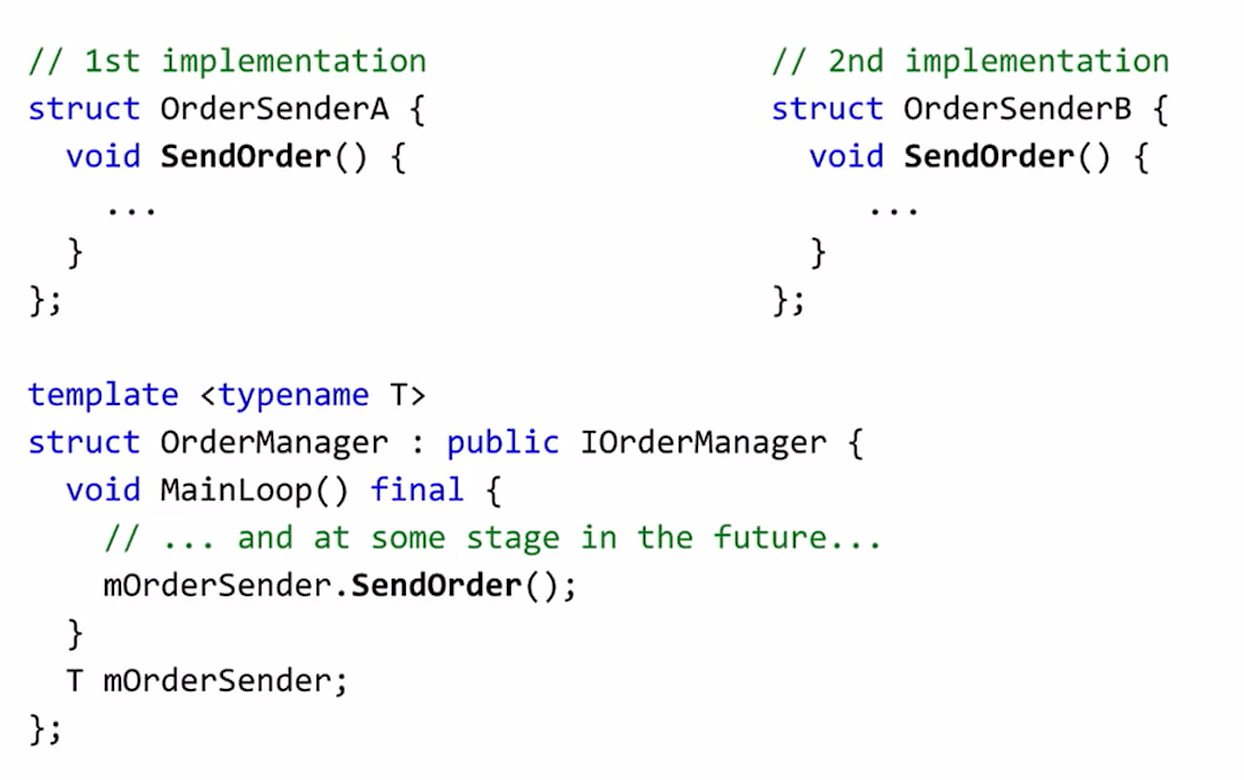 // 1st implementation
struct OrderSenderA {
  void SendOrder() {
    ...
  }
};
// 2nd implementation
struct OrderSenderB {
  void SendOrder() {
    ...
  }
};
template <typename T>
struct OrderManager : public IOrderManager {
  void MainLoop() final {
    // ... and at some stage in the future...
    mOrderSender.SendOrder();
  }
  T mOrderSender;
};